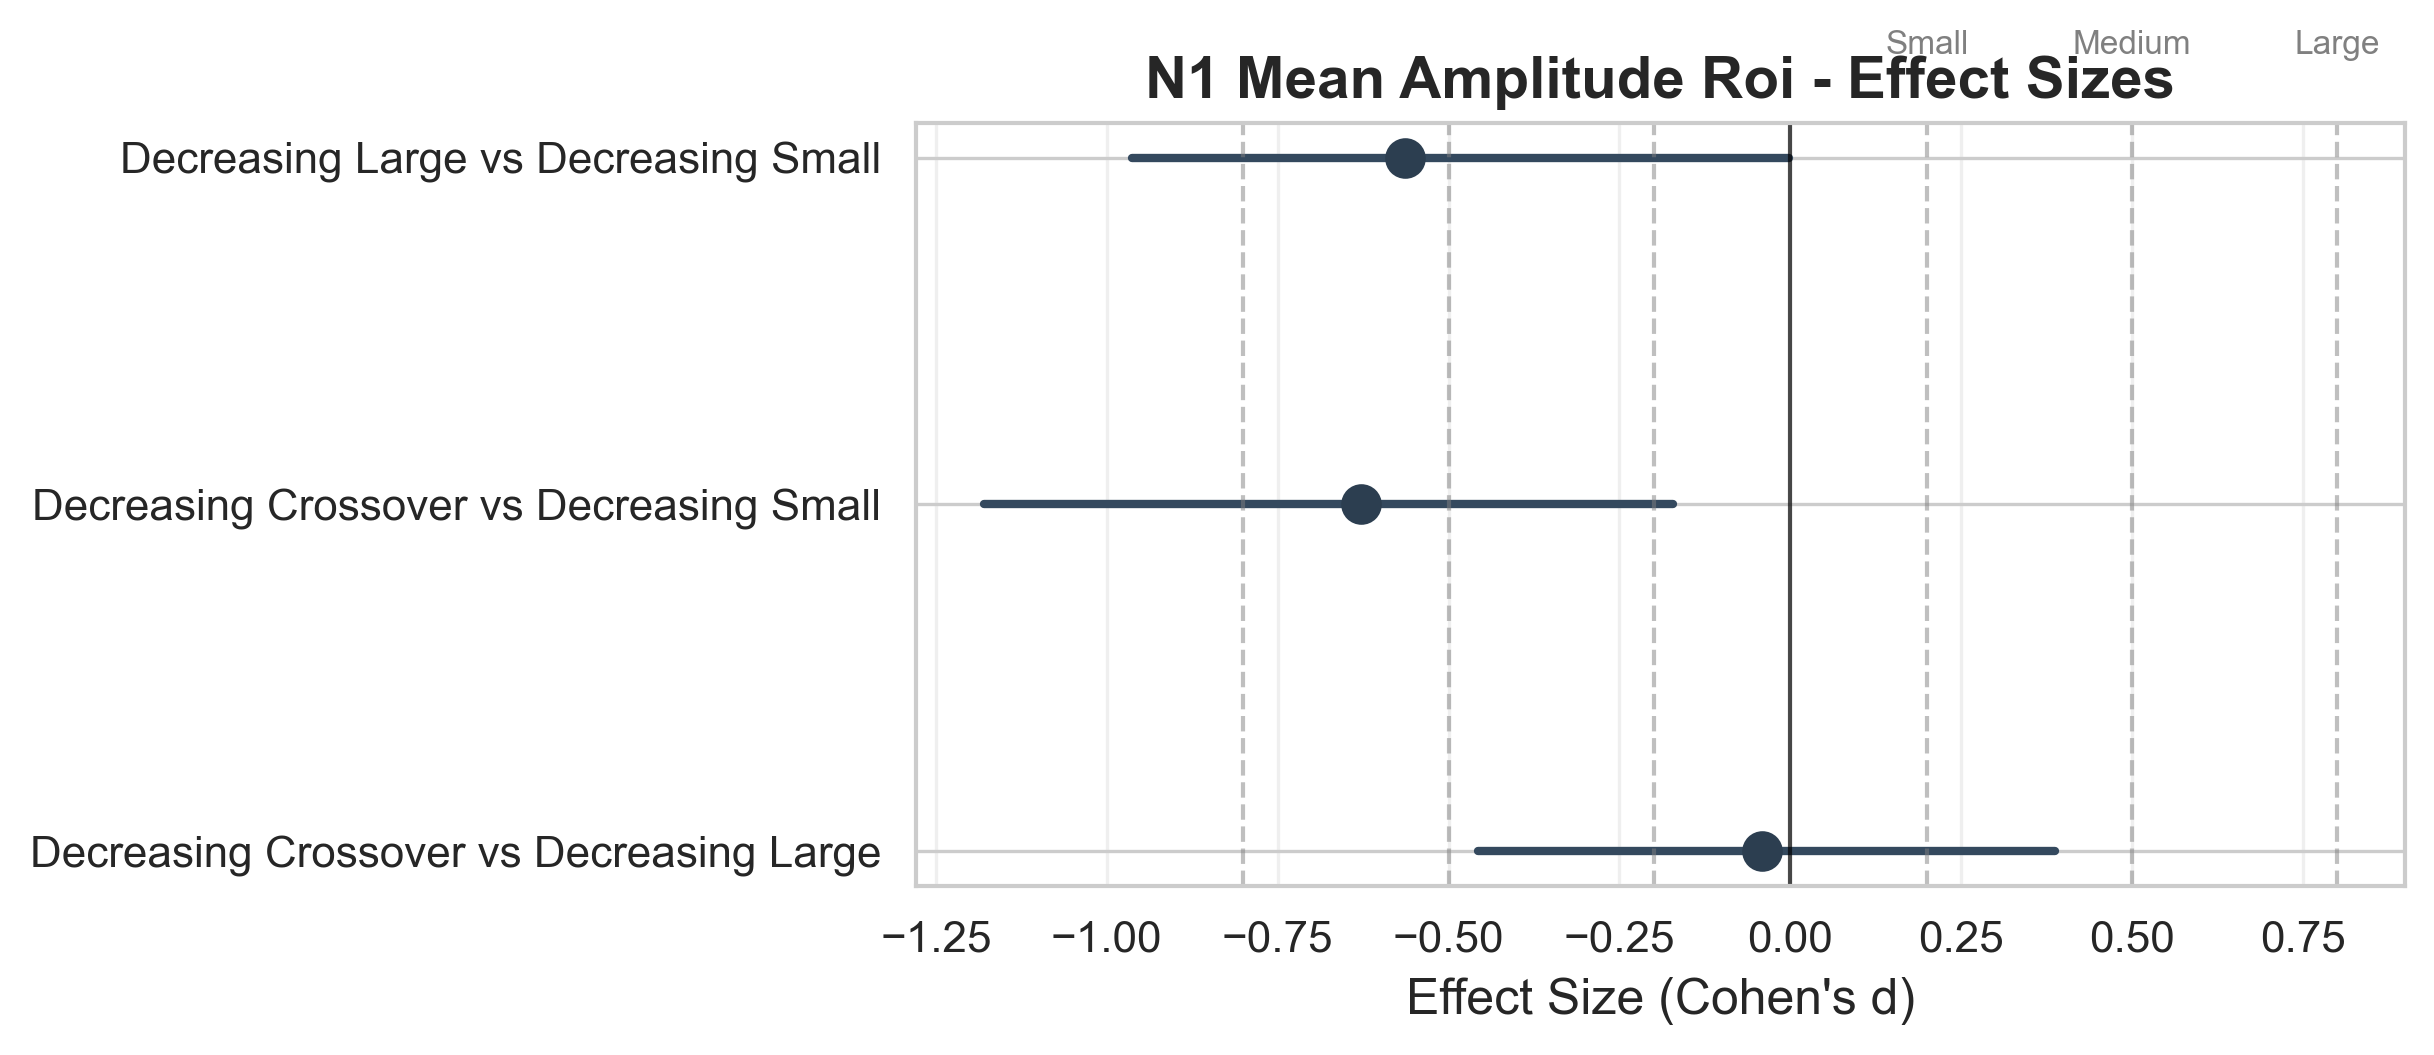 Small Medium Large
N1 Mean Amplitude Roi - Effect Sizes
Decreasing Large vs Decreasing Small
Decreasing Crossover vs Decreasing Small
Decreasing Crossover vs Decreasing Large
−1.25 −1.00 −0.75 −0.50 −0.25 0.00 0.25 0.50 0.75
Effect Size (Cohen's d)